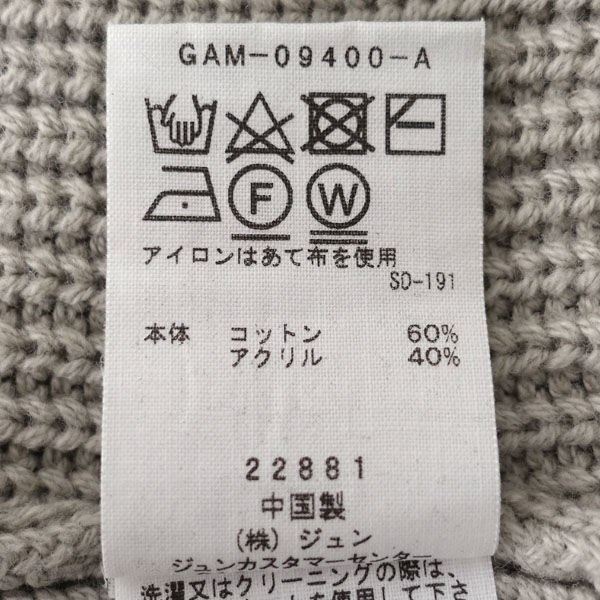 GAM-09400-A
F W
アイロンはあて布を使用
SD-191
本体 コットン 60%
アクリル 40%
22881
中国製
(株) ジュン
ジュンカスタマーセンター
洗濯又はクリーニングの際は、